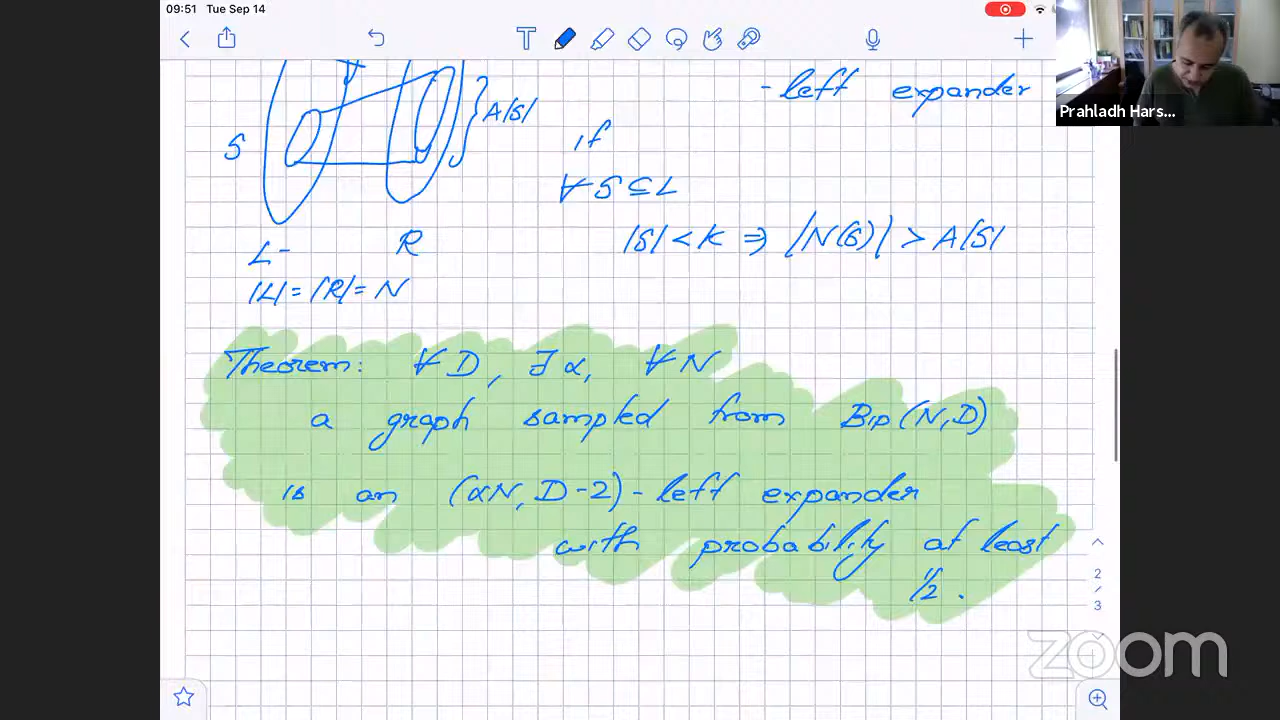 09:51 Tue Sep 14
Prahladh Hars...
- left expander
S
A|S|
if
∀ S ⊆ L
|S| < K ⇒ |N(S)| > A|S|
L
R
|L| = |R| = N
Theorem: ∀ D, ∃ α, ∀ N
a graph sampled from Bip(N,D)
is an (αN, D-2) - left expander
with probability at least
1/2.
2
3
zoom